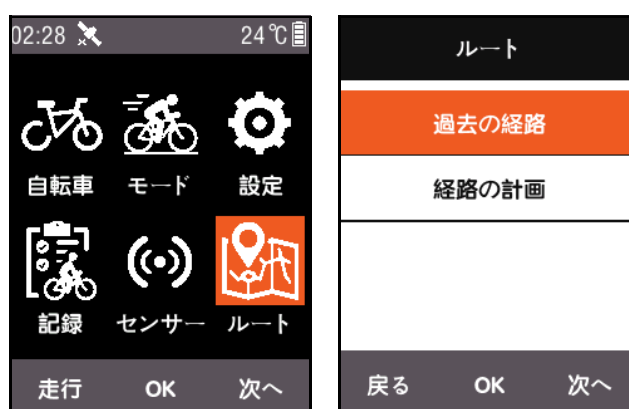 02:28 24℃
自転車 モード 設定
記録 センサー ルート
走行 OK 次へ
ルート
過去の経路
経路の計画
戻る OK 次へ